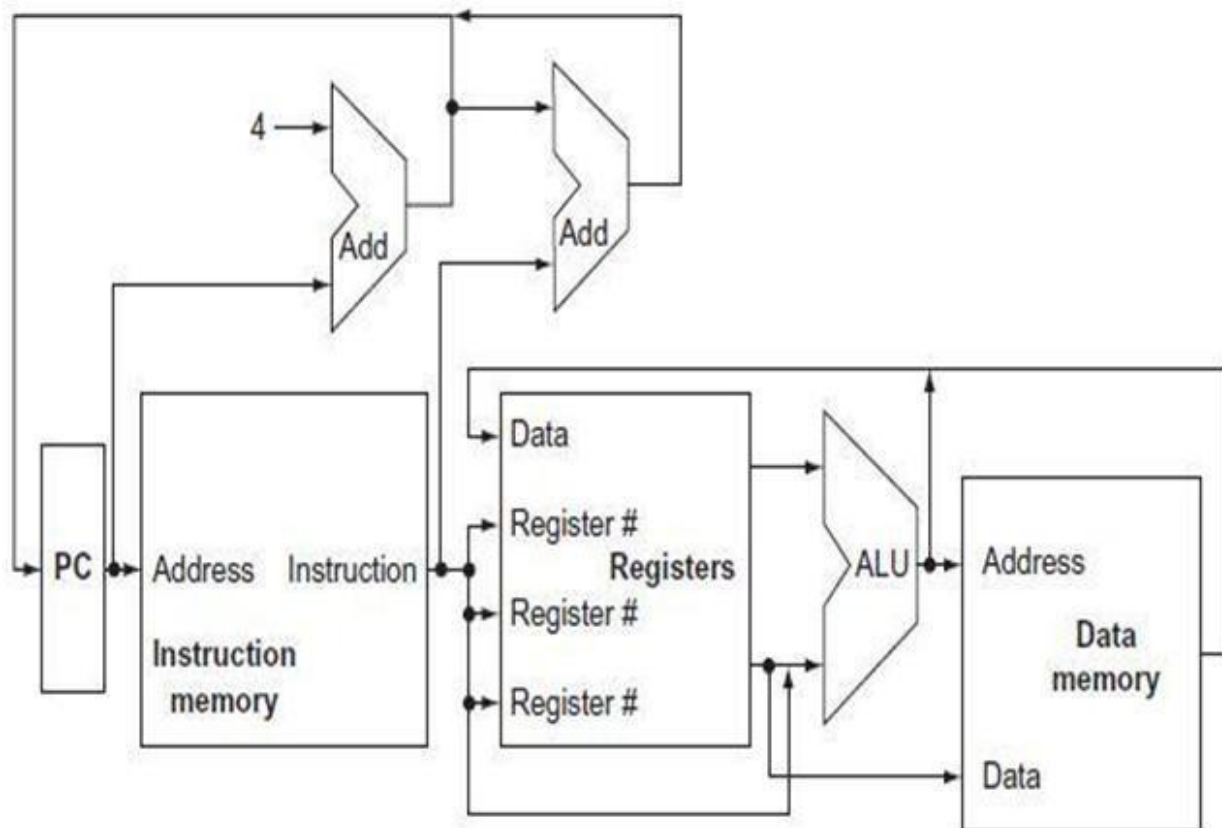 4
Add
Add
Data
Register #
PC
Address
Instruction
Registers
ALU
Address
Register #
Instruction
memory
Data
memory
Register #
Data